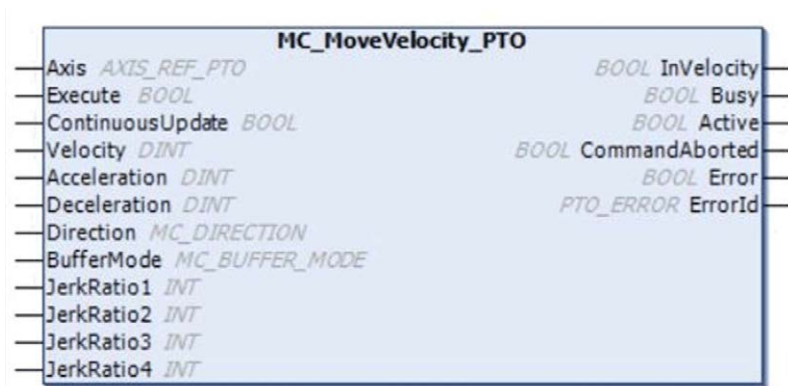 MC_MoveVelocity_PTO
Axis AXIS_REF_PTO BOOL InVelocity
Execute BOOL BOOL Busy
ContinuousUpdate BOOL BOOL Active
Velocity DINT BOOL CommandAborted
Acceleration DINT BOOL Error
Deceleration DINT PTO_ERROR ErrorId
Direction MC_DIRECTION
BufferMode MC_BUFFER_MODE
JerkRatio1 INT
JerkRatio2 INT
JerkRatio3 INT
JerkRatio4 INT